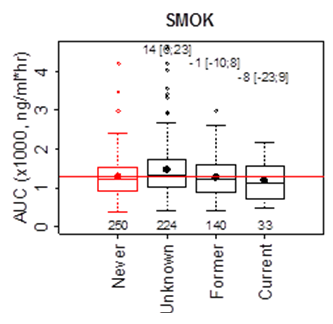 SMOK
14 [6;23]
-1 [-10;8]
-8 [-23;9]
AUC (x1000, ng/ml*hr)
4
3
2
1
0
250
224
140
33
Never
Unknown
Former
Current